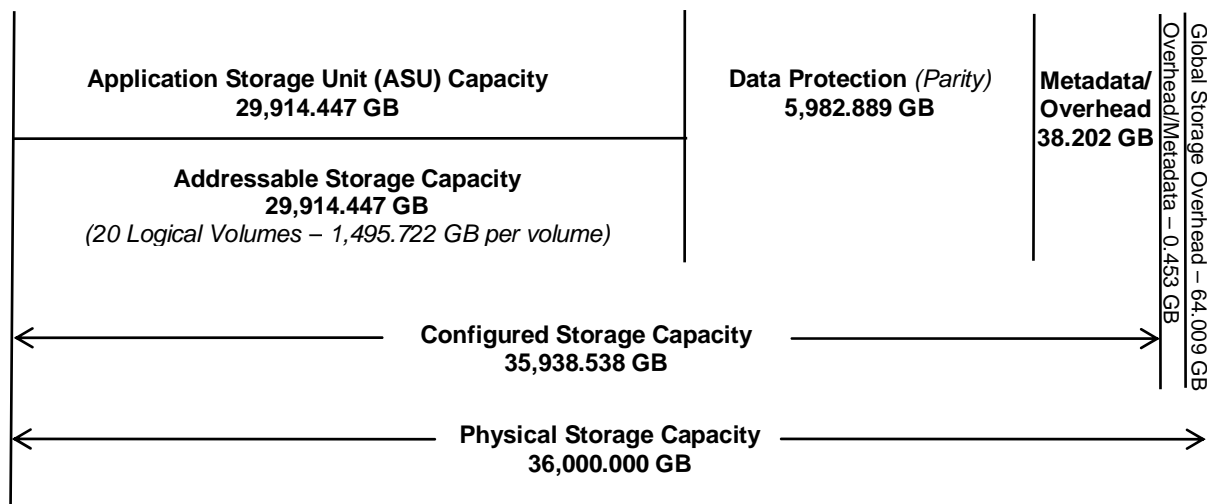 Application Storage Unit (ASU) Capacity
29,914.447 GB
Data Protection (Parity)
5,982.889 GB
Metadata/
Overhead
38.202 GB
Overhead/Metadata – 0.453 GB
Global Storage Overhead – 64.009 GB
Addressable Storage Capacity
29,914.447 GB
(20 Logical Volumes – 1,495.722 GB per volume)
Configured Storage Capacity
35,938.538 GB
Physical Storage Capacity
36,000.000 GB